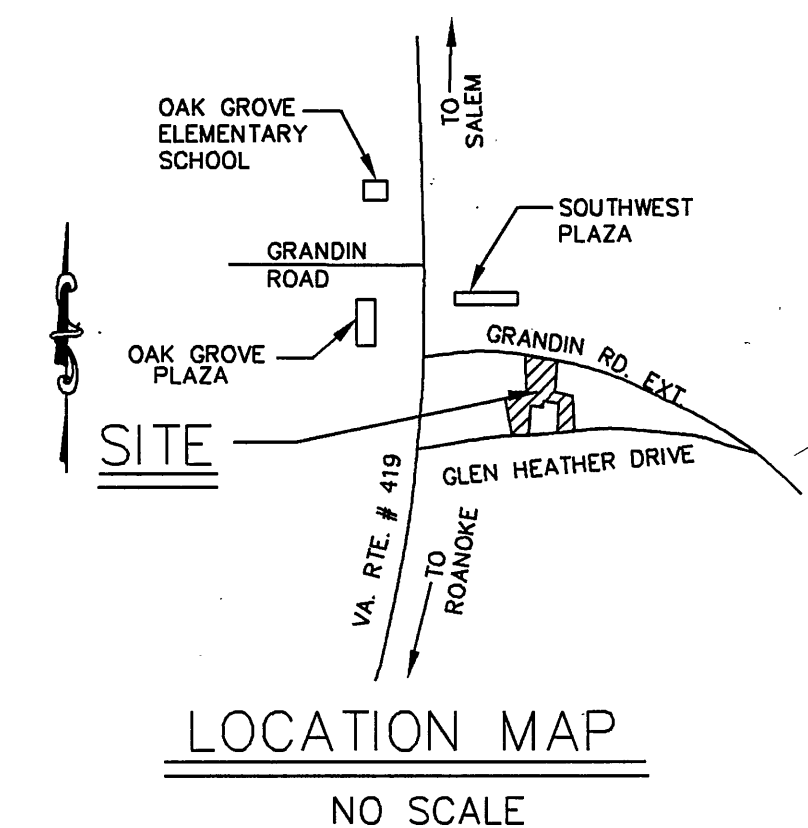 TO
SALEM
OAK GROVE
ELEMENTARY
SCHOOL
SOUTHWEST
PLAZA
GRANDIN
ROAD
OAK GROVE
PLAZA
GRANDIN RD. EXT.
SITE
GLEN HEATHER DRIVE
VA. RTE. # 419
TO
ROANOKE
LOCATION MAP
NO SCALE